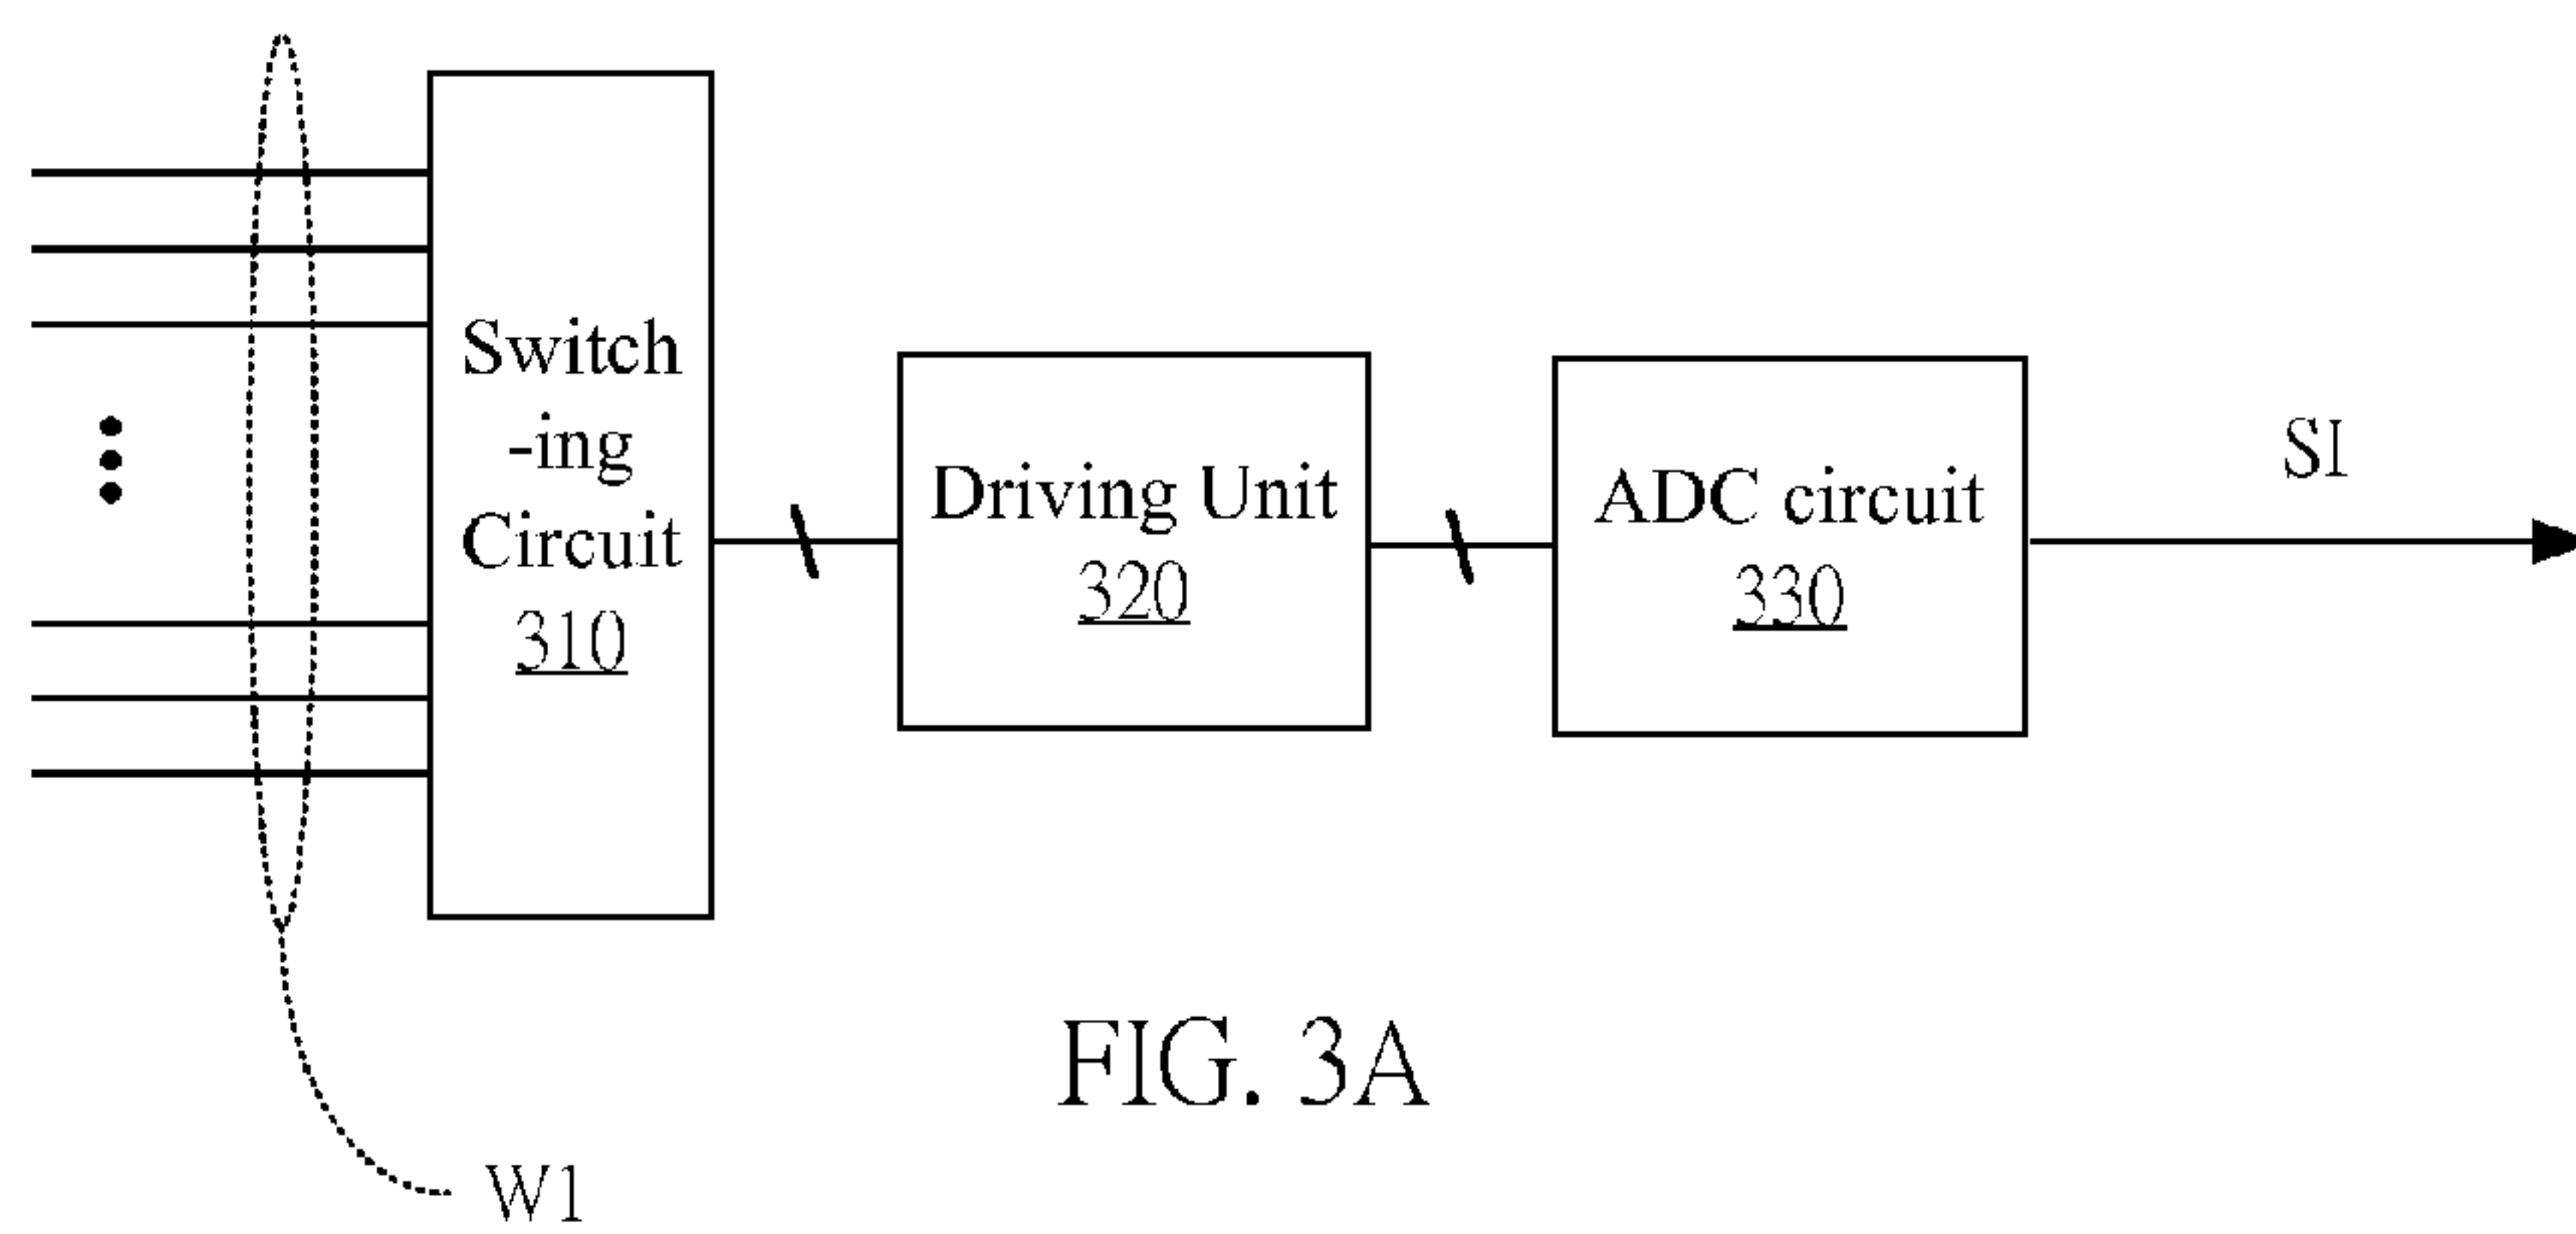 Switch
-ing
Circuit
310
Driving Unit
320
ADC circuit
330
SI
FIG. 3A
W1